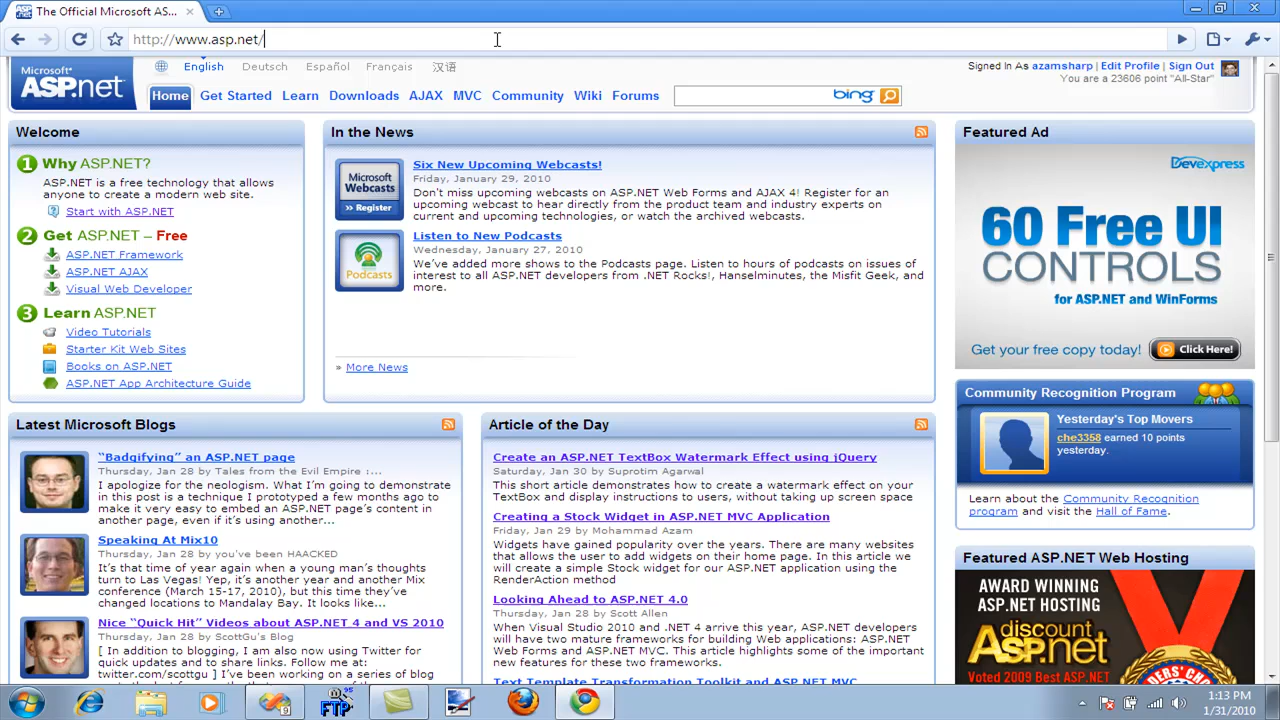 The Official Microsoft AS...
http://www.asp.net/
Microsoft®
ASP.net
English Deutsch Español Français 汉语
Signed In As azamsharp | Edit Profile | Sign Out
You are a 23606 point "All-Star"
Home Get Started Learn Downloads AJAX MVC Community Wiki Forums
bing
Welcome
1 Why ASP.NET?
ASP.NET is a free technology that allows
anyone to create a modern web site.
Start with ASP.NET
2 Get ASP.NET – Free
ASP.NET Framework
ASP.NET AJAX
Visual Web Developer
3 Learn ASP.NET
Video Tutorials
Starter Kit Web Sites
Books on ASP.NET
ASP.NET App Architecture Guide
In the News
Microsoft
Webcasts
>> Register
Six New Upcoming Webcasts!
Friday, January 29, 2010
Don't miss upcoming webcasts on ASP.NET Web Forms and AJAX 4! Register for an
upcoming webcast to hear directly from the product team and industry experts on
current and upcoming technologies, or watch the archived webcasts.
Podcasts
Listen to New Podcasts
Wednesday, January 27, 2010
We've added more shows to the Podcasts page. Listen to hours of podcasts on issues of
interest to all ASP.NET developers from .NET Rocks!, Hanselminutes, the Misfit Geek, and
more.
» More News
Featured Ad
Devexpress
60 Free UI
CONTROLS
for ASP.NET and WinForms
Get your free copy today! Click Here!
Community Recognition Program
Yesterday's Top Movers
che3358 earned 10 points
yesterday.
Learn about the Community Recognition
program and visit the Hall of Fame.
Latest Microsoft Blogs
“Badgifying” an ASP.NET page
Thursday, Jan 28 by Tales from the Evil Empire :...
I apologize for the neologism. What I'm going to demonstrate
in this post is a technique I prototyped a few months ago to
make it very easy to embed an ASP.NET page's content in
another page, even if it's using another...
Speaking At Mix10
Thursday, Jan 28 by you've been HAACKED
It's that time of year again when a young man's thoughts
turn to Las Vegas! Yep, it's another year and another Mix
conference (March 15-17, 2010), but this time they've
changed locations to Mandalay Bay. It looks like...
Nice “Quick Hit” Videos about ASP.NET 4 and VS 2010
Thursday, Jan 28 by ScottGu's Blog
[ In addition to blogging, I am also now using Twitter for
quick updates and to share links. Follow me at:
twitter.com/scottgu ] I've been working on a series of
Article of the Day
Create an ASP.NET TextBox Watermark Effect using jQuery
Saturday, Jan 30 by Suprotim Agarwal
This short article demonstrates how to create a watermark effect on your
TextBox and display instructions to users, without taking up screen space
Creating a Stock Widget in ASP.NET MVC Application
Friday, Jan 29 by Mohammad Azam
Widgets have gained popularity over the years. There are many websites
that allows the user to add widgets on their home page. In this article we
will create a simple Stock widget for our ASP.NET application using the
RenderAction method
Looking Ahead to ASP.NET 4.0
Thursday, Jan 28 by Scott Allen
When Visual Studio 2010 and .NET 4 arrive this year, ASP.NET developers
will have two mature frameworks for building Web applications: ASP.NET
Web Forms and ASP.NET MVC. This article highlights some of the important
new features for these two frameworks.
Text Template Transformation Toolkit and ASP.NET MVC
Featured ASP.NET Web Hosting
AWARD WINNING
ASP.NET HOSTING
discount
Asp.net
Voted 2009 Best ASP.NET
FTP
1:13 PM
1/31/2010